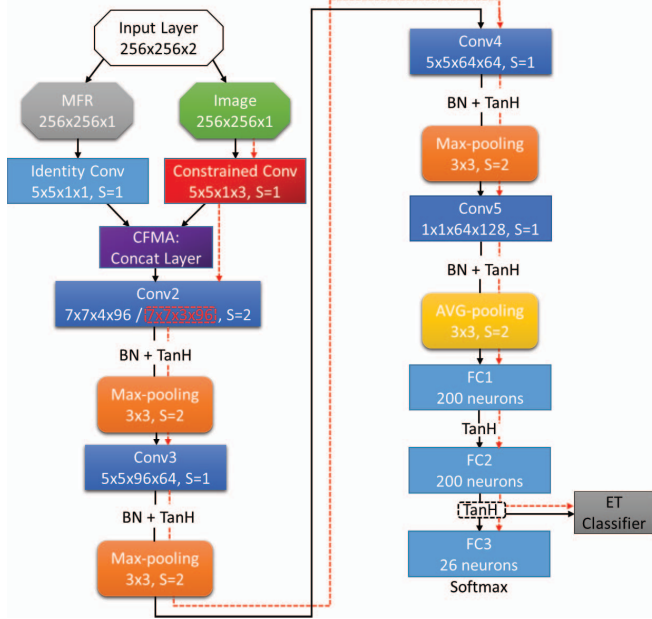 Input Layer
256x256x2
MFR
256x256x1
Image
256x256x1
Identity Conv
5x5x1x1, S=1
Constrained Conv
5x5x1x3, S=1
CFMA:
Concat Layer
Conv2
7x7x4x96 / 7x7x3x96, S=2
BN + TanH
Max-pooling
3x3, S=2
Conv3
5x5x96x64, S=1
BN + TanH
Max-pooling
3x3, S=2
Conv4
5x5x64x64, S=1
BN + TanH
Max-pooling
3x3, S=2
Conv5
1x1x64x128, S=1
BN + TanH
AVG-pooling
3x3, S=2
FC1
200 neurons
TanH
FC2
200 neurons
TanH
ET
Classifier
FC3
26 neurons
Softmax